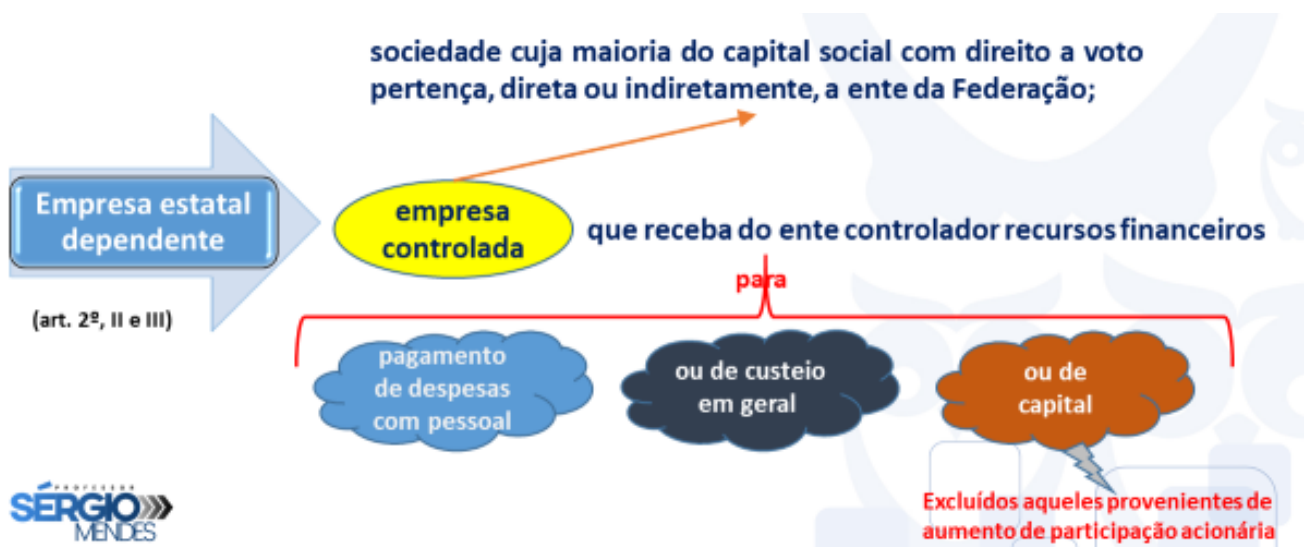 sociedade cuja maioria do capital social com direito a voto
pertença, direta ou indiretamente, a ente da Federação;
Empresa estatal
dependente
(art. 2º, II e III)
empresa
controlada
que receba do ente controlador recursos financeiros
para
pagamento
de despesas
com pessoal
ou de custeio
em geral
ou de
capital
Excluídos aqueles provenientes de
aumento de participação acionária
PROFESSOR
SÉRGIO
MENDES